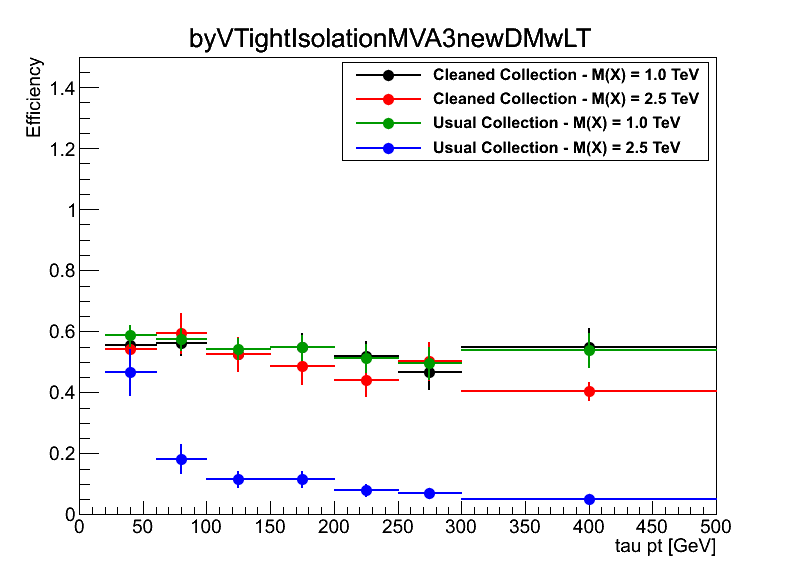 byVTightIsolationMVA3newDMwLT
Efficiency
Cleaned Collection - M(X) = 1.0 TeV
Cleaned Collection - M(X) = 2.5 TeV
Usual Collection - M(X) = 1.0 TeV
Usual Collection - M(X) = 2.5 TeV
1.4
1.2
1
0.8
0.6
0.4
0.2
0
0 50 100 150 200 250 300 350 400 450 500
tau pt [GeV]